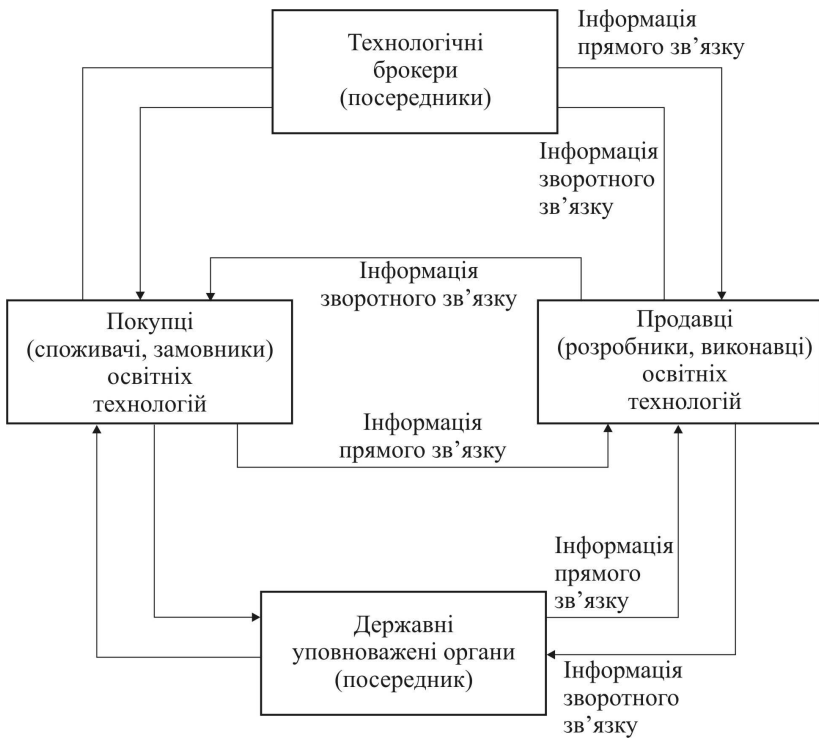 Технологічні
брокери
(посередники)
Інформація
прямого зв’язку
Інформація
зворотного
зв’язку
Інформація
зворотного зв’язку
Покупці
(споживачі, замовники)
освітніх
технологій
Продавці
(розробники, виконавці)
освітніх
технологій
Інформація
прямого зв’язку
Державні
уповноважені органи
(посередник)
Інформація
прямого
зв’язку
Інформація
зворотного
зв’язку